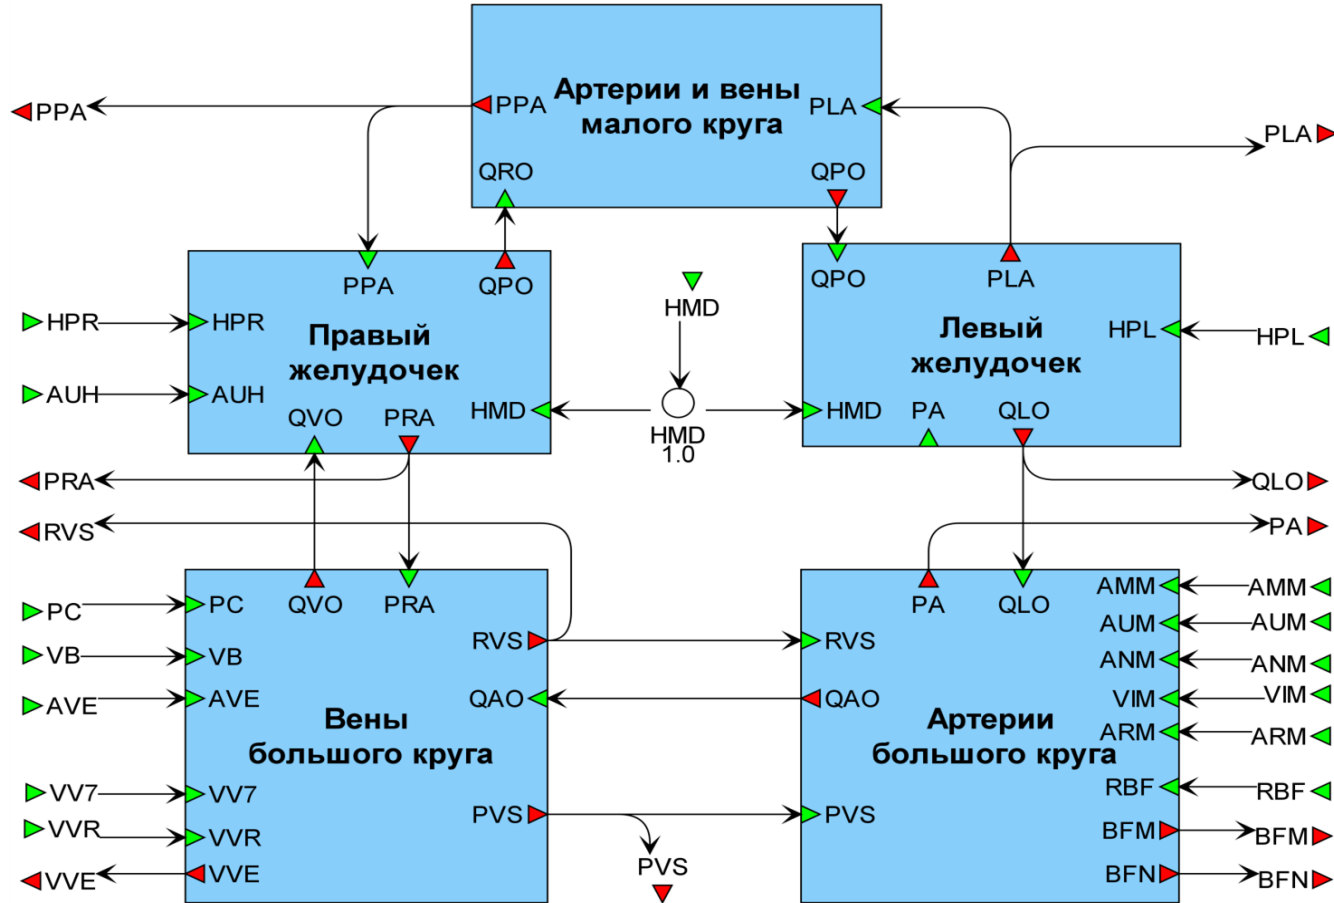 Артерии и вены
малого круга
PPA
PPA
PLA
PLA
QRO
QPO
PPA
QPO
QPO
PLA
HMD
HPR
HPR
Правый
желудочек
Левый
желудочек
HPL
HPL
AUH
AUH
HMD
HMD
1.0
HMD
PA
QLO
QVO
PRA
PRA
QLO
RVS
PA
PC
PC
QVO
PRA
PA
QLO
AMM
AMM
VB
VB
RVS
RVS
AUM
AUM
ANM
ANM
AVE
AVE
QAO
QAO
VIM
VIM
Вены
большого круга
Артерии
большого круга
ARM
ARM
VV7
VV7
RBF
RBF
VVR
VVR
PVS
PVS
BFM
BFM
VVE
VVE
PVS
BFN
BFN